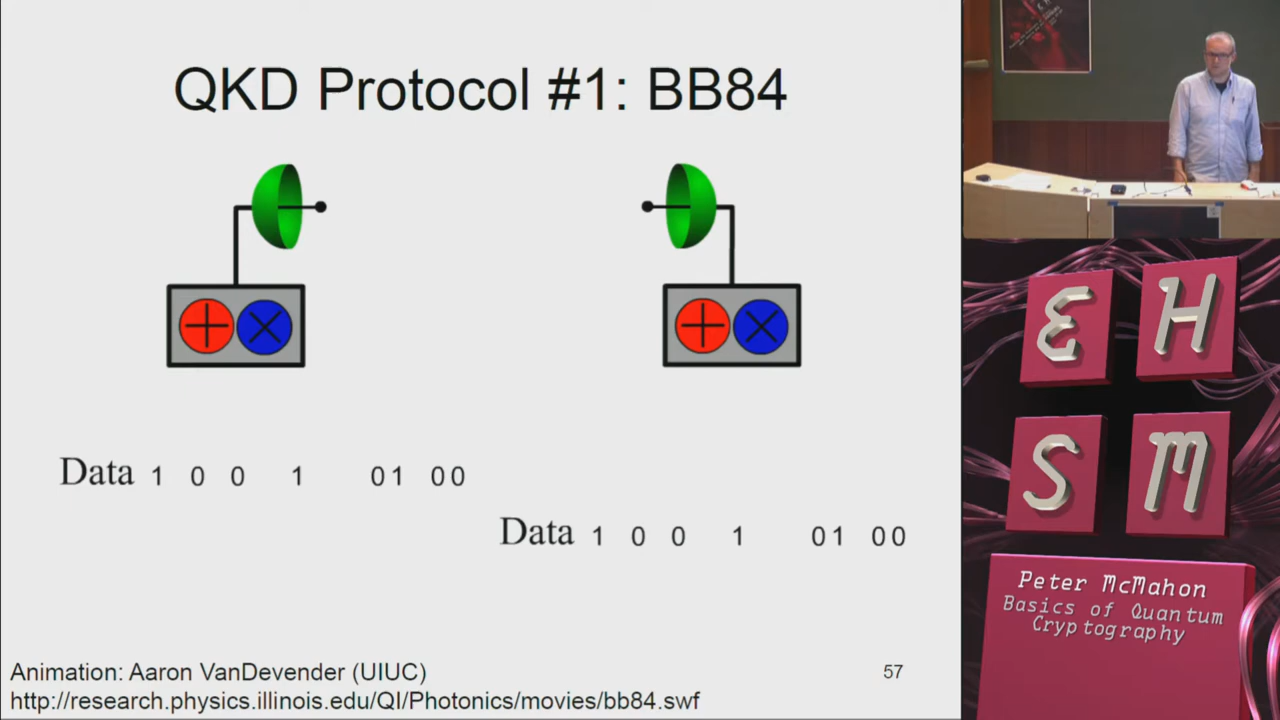 QKD Protocol #1: BB84
Data 1 0 0 1 01 00
Data 1 0 0 1 01 00
Animation: Aaron VanDevender (UIUC)
http://research.physics.illinois.edu/QI/Photonics/movies/bb84.swf
57
E H
S M
Peter McMahon
Basics of Quantum
Cryptography